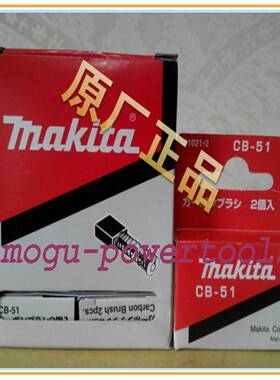 原厂正品
makita®
1021-2
CB-51
カーボンブラシ 2個入
makita
CB-51
mogu-powertool.com
CB-51
Carbon Brush 2pcs.
Makita Co